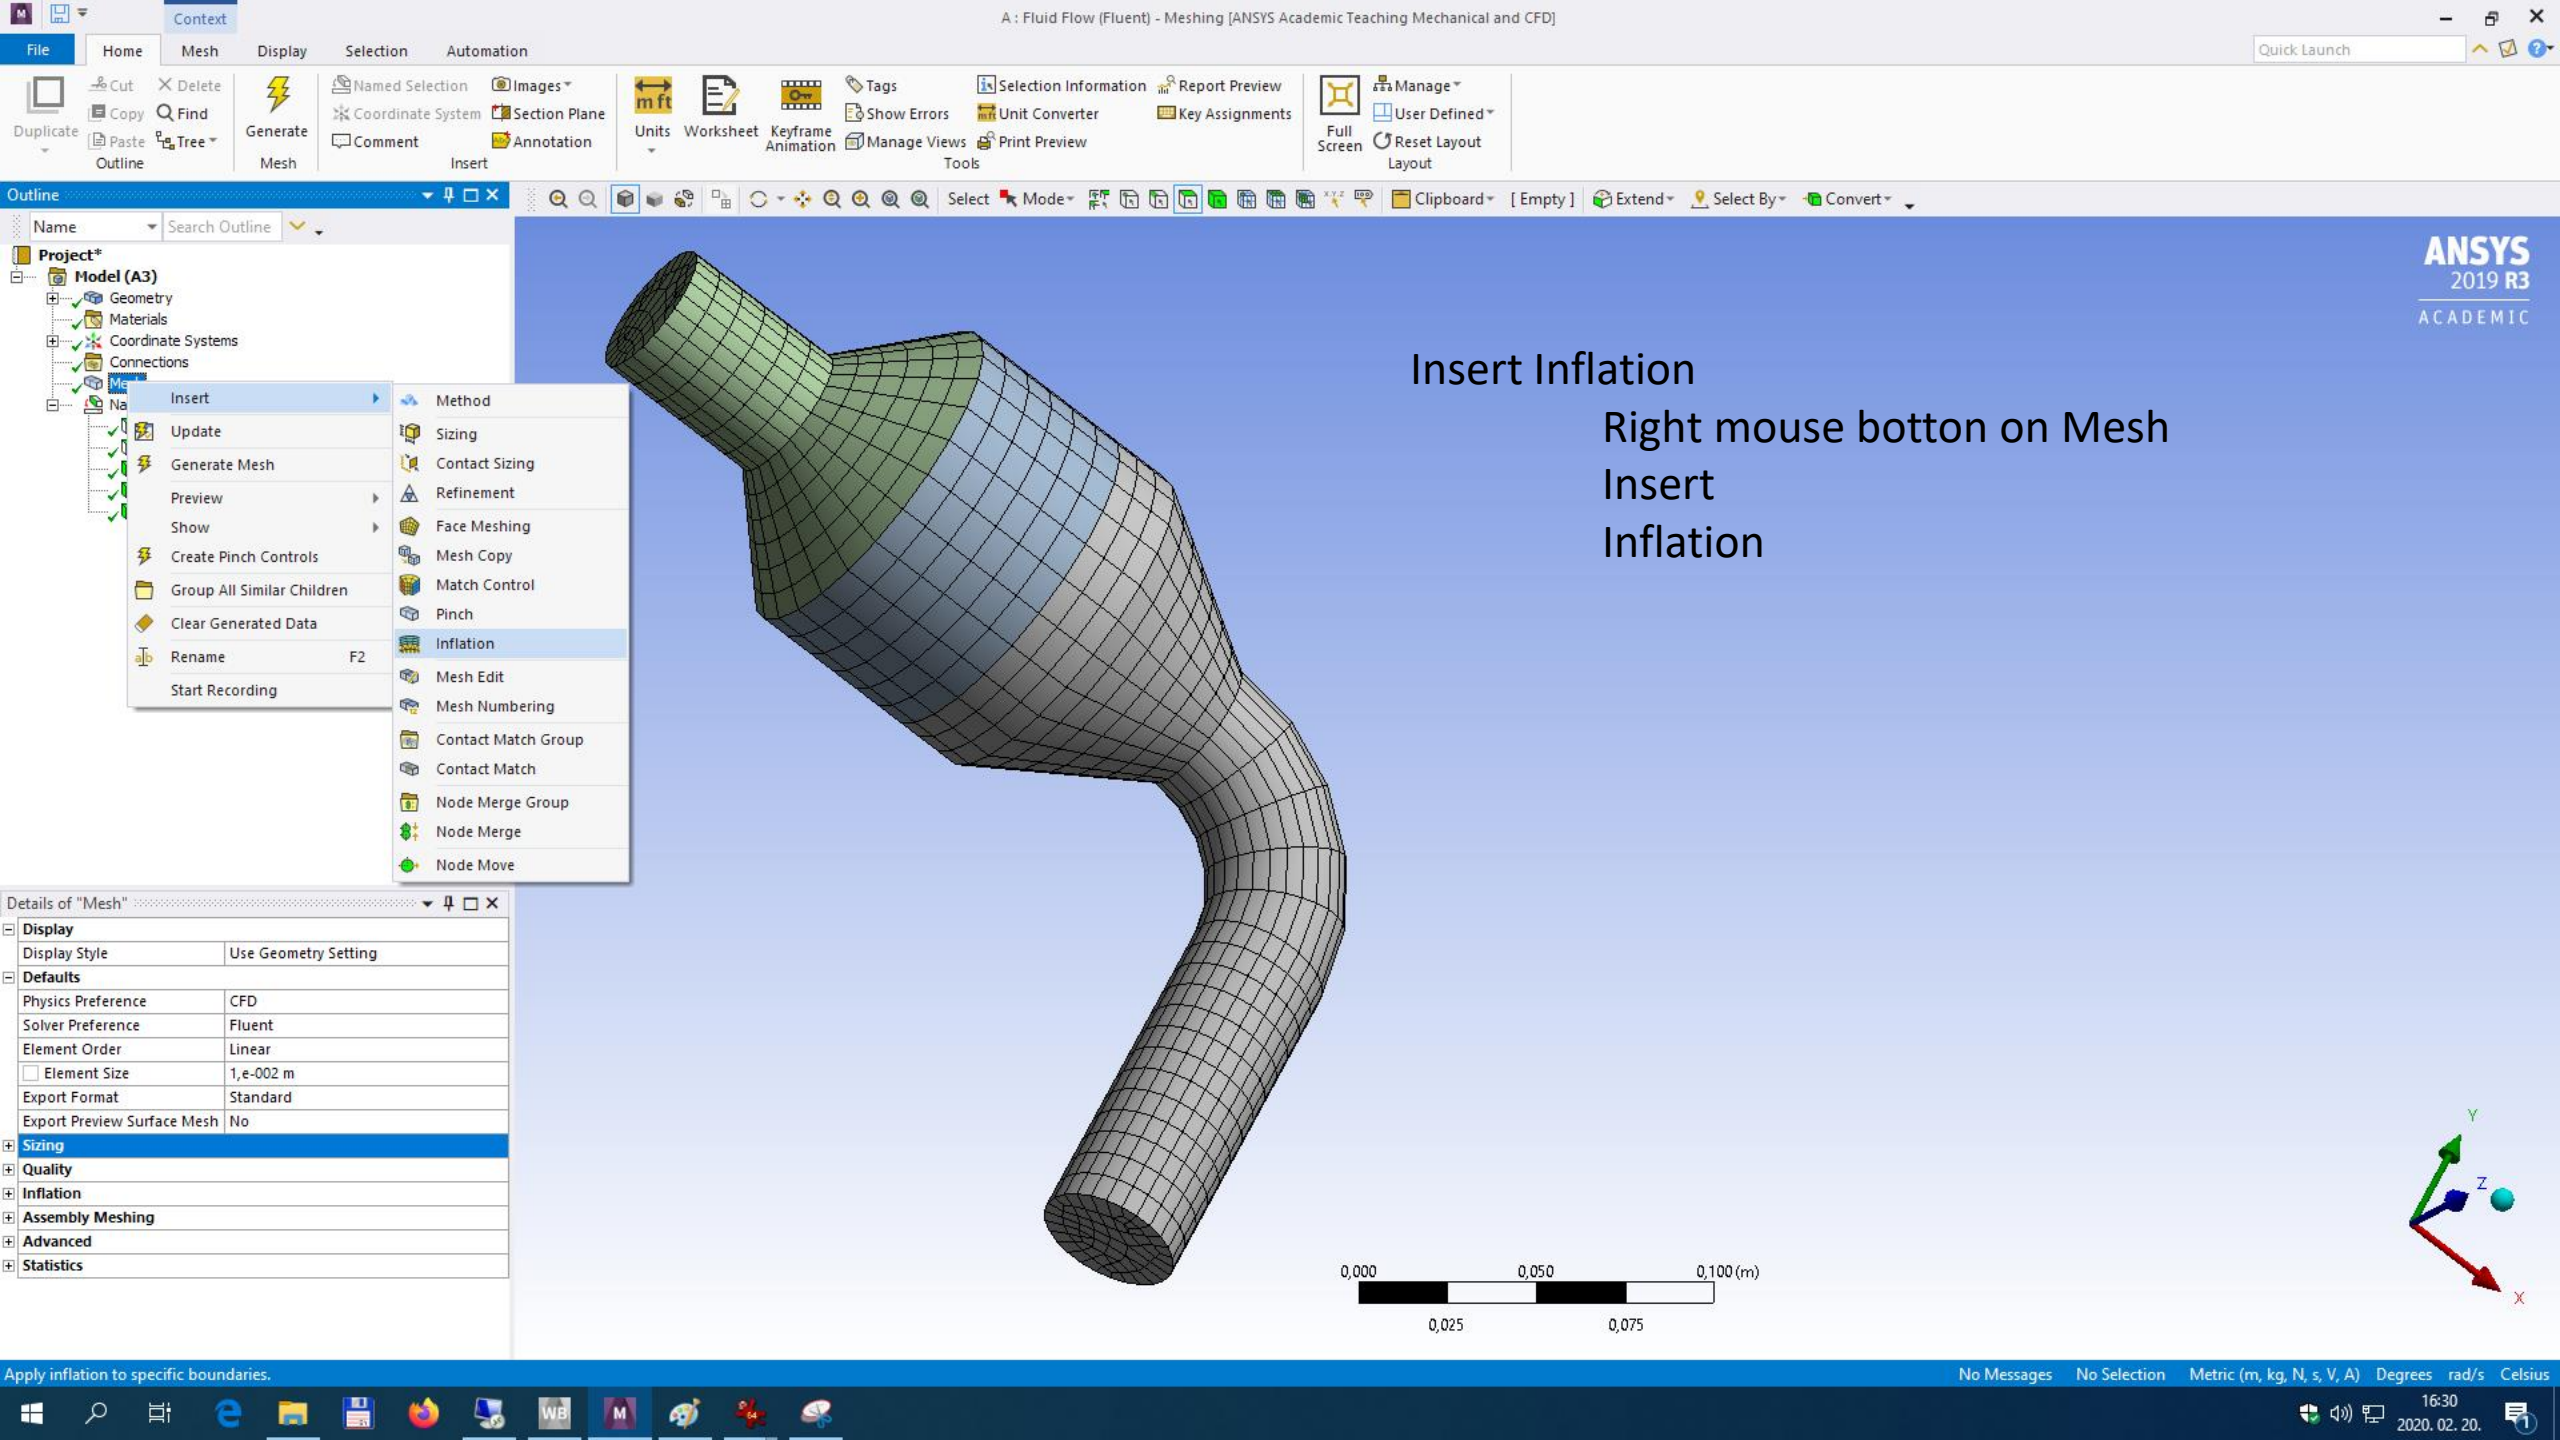 Context
A : Fluid Flow (Fluent) - Meshing [ANSYS Academic Teaching Mechanical and CFD]
File Home Mesh Display Selection Automation
Quick Launch
Duplicate
Cut
Delete
Copy
Find
Paste
Tree
Outline
Generate
Mesh
Named Selection
Images
Coordinate System
Section Plane
Comment
Annotation
Insert
Units
Worksheet
Keyframe
Animation
Tags
Show Errors
Manage Views
Selection Information
Unit Converter
Print Preview
Report Preview
Key Assignments
Tools
Full
Screen
Manage
User Defined
Reset Layout
Layout
Outline
Select Mode Clipboard [ Empty ] Extend Select By Convert
Name Search Outline
Project*
Model (A3)
Geometry
Materials
Coordinate Systems
Connections
Me
Na
Insert
Update
Generate Mesh
Preview
Show
Create Pinch Controls
Group All Similar Children
Clear Generated Data
Rename F2
Start Recording
Method
Sizing
Contact Sizing
Refinement
Face Meshing
Mesh Copy
Match Control
Pinch
Inflation
Mesh Edit
Mesh Numbering
Contact Match Group
Contact Match
Node Merge Group
Node Merge
Node Move
ANSYS
2019 R3
ACADEMIC
Insert Inflation
Right mouse botton on Mesh
Insert
Inflation
Details of "Mesh"
Display
Display Style Use Geometry Setting
Defaults
Physics Preference CFD
Solver Preference Fluent
Element Order Linear
Element Size 1,e-002 m
Export Format Standard
Export Preview Surface Mesh No
Sizing
Quality
Inflation
Assembly Meshing
Advanced
Statistics
0,000 0,050 0,100 (m)
0,025 0,075
Y
Z
X
Apply inflation to specific boundaries.
No Messages No Selection Metric (m, kg, N, s, V, A) Degrees rad/s Celsius
WB M
16:30
2020. 02. 20.